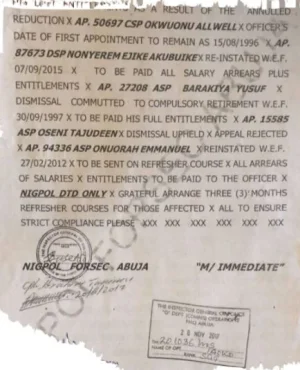 A RESULT OF THE ANNULLED
REDUCTION X AP. 50697 CSP OKWUONU ALLWELL X OFFICER'S
DATE OF FIRST APPOINTMENT TO REMAIN AS 15/08/1996 X AP.
87673 DSP NONYEREM EJIKE AKUBUIKE X RE-INSTATED W.E.F.
07/09/2015 X TO BE PAID ALL SALARY ARREARS PLUS
ENTITLEMENTS X AP. 27208 ASP BARAKIYA YUSUF X
DISMISSAL COMMUTTED TO COMPULSORY RETIREMENT W.E.F.
30/09/1997 X TO BE PAID HIS FULL ENTITLEMENTS X AP. 15585
ASP OSENI TAJUDEEN X DISMISSAL UPHELD X APPEAL REJECTED
X AP. 94336 ASP ONUORAH EMMANUEL X REINSTATED W.E.F.
27/02/2012 X TO BE SENT ON REFRESHER COURSE X ALL ARREARS
OF SALARIES X ENTITLEMENTS TO BE PAID TO THE OFFICER X
NIGPOL DTD ONLY X GRATEFUL ARRANGE THREE (3) MONTHS
REFRESHER COURSES FOR THOSE AFFECTED X ALL TO ENSURE
STRICT COMPLIANCE PLEASE XXX XXX XXX XXX XXX XXX
NIGPOL FORSEC ABUJA "M/ IMMEDIATE"
28 NOV 2017